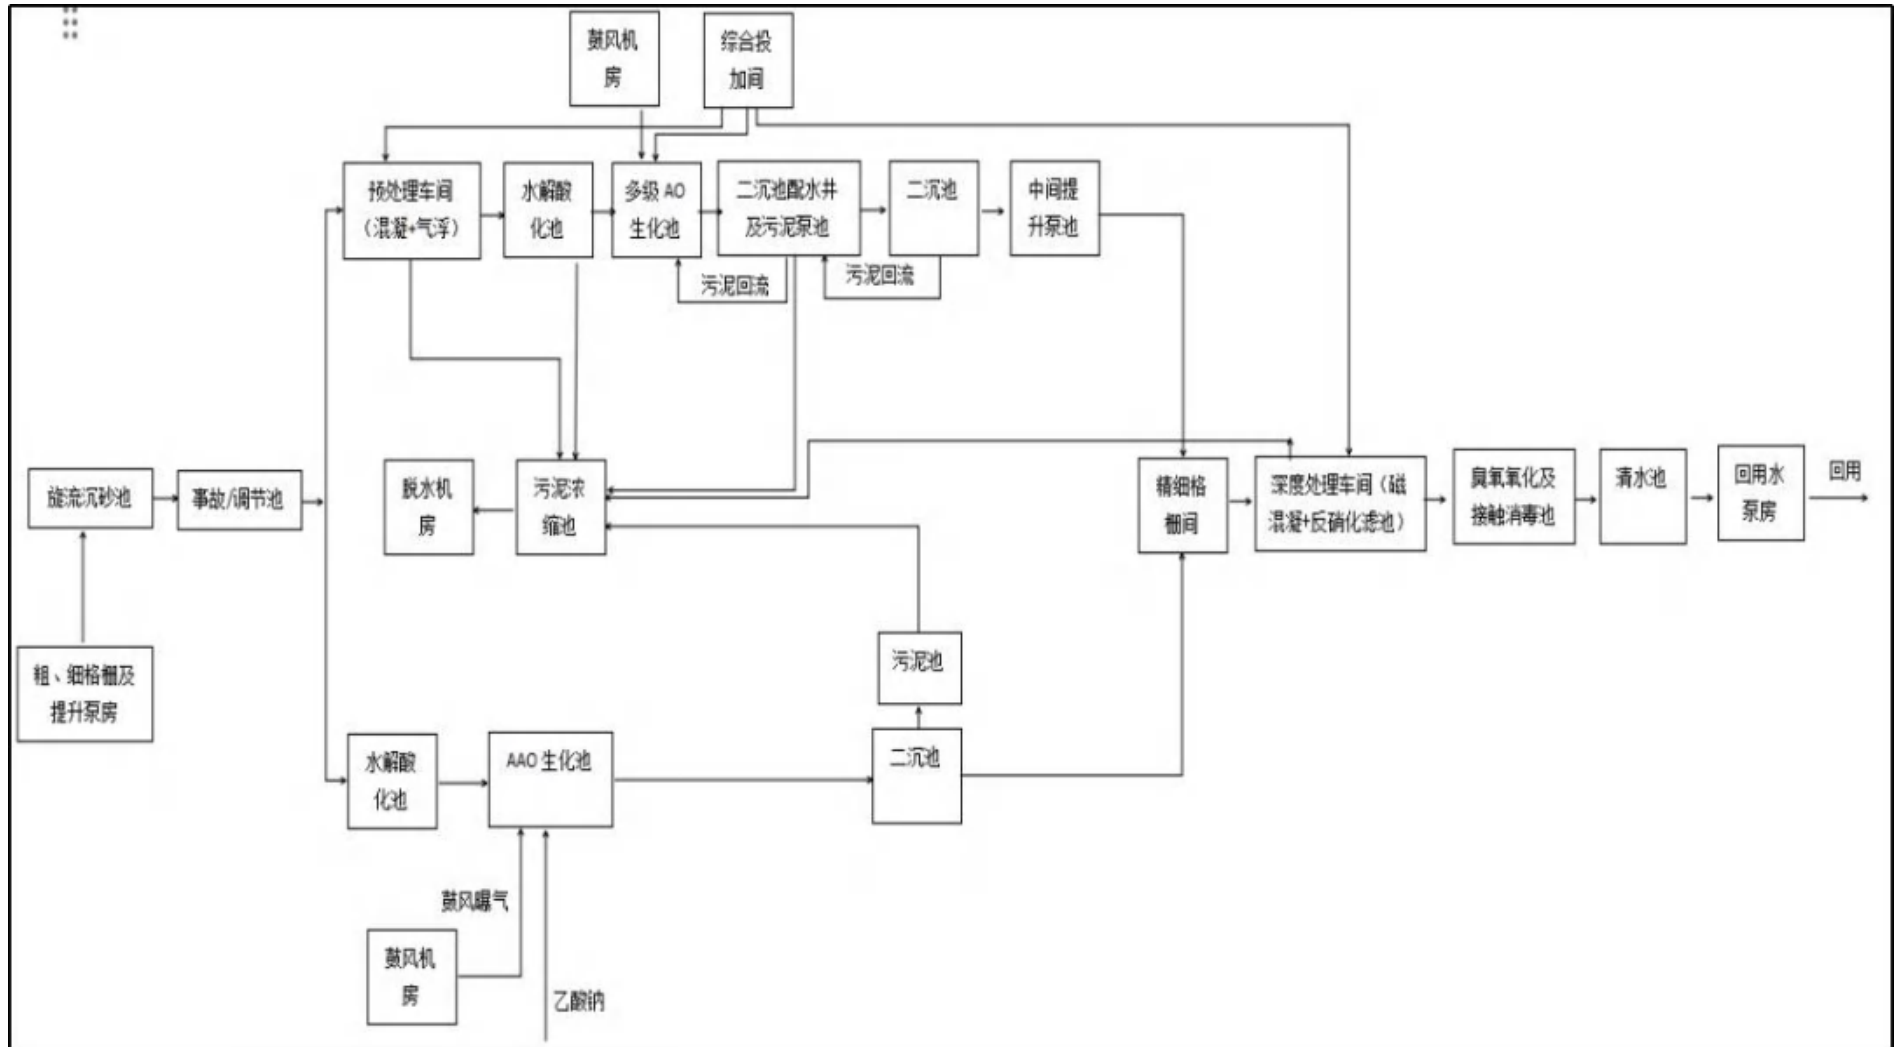 鼓风机
房
综合投
加间
预处理车间
（混凝+气浮）
水解酸
化池
多级 AO
生化池
二沉池配水井
及污泥泵池
二沉池
中间提
升泵池
污泥回流
污泥回流
旋流沉砂池
事故/调节池
脱水机
房
污泥浓
缩池
精细格
栅间
深度处理车间（磁
混凝+反硝化滤池）
臭氧氧化及
接触消毒池
清水池
回用水
泵房
回用
粗、细格栅及
提升泵房
污泥池
水解酸
化池
AAO 生化池
二沉池
鼓风曝气
鼓风机
房
乙酸钠